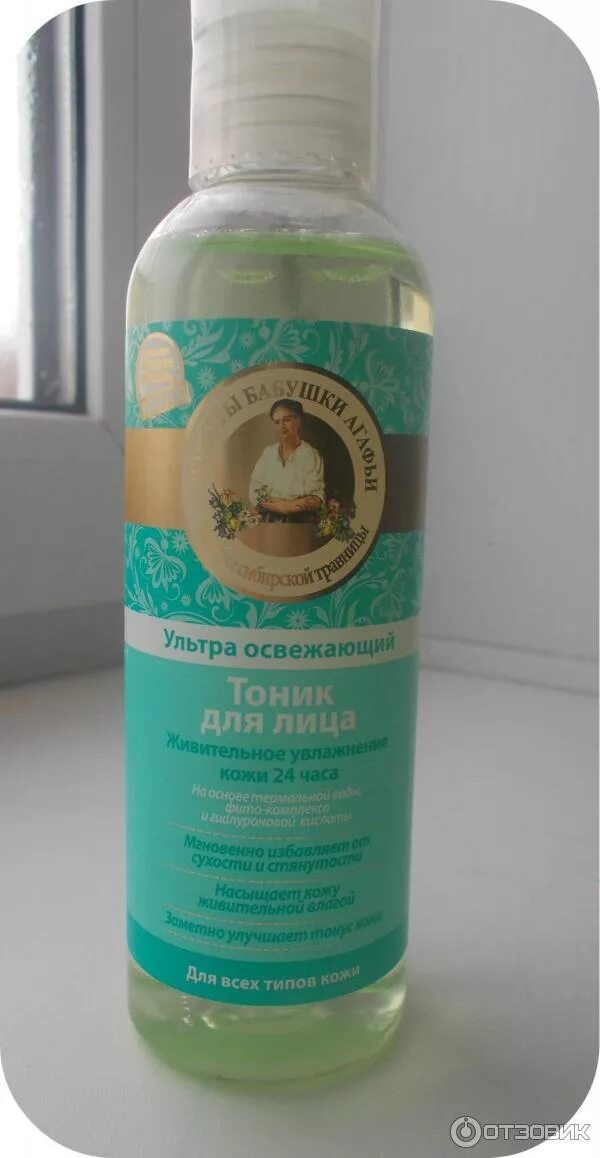 БАБУШКИ АГАФЬИ
сибирской травницы
Ультра освежающий
Тоник
для лица
Живительное увлажнение
кожи 24 часа
На основе термальной воды,
фито-комплекса
и гиалурановой кислоты
Мгновенно избавляет от
сухости и стянутости
Насыщает кожу
живительной влагой
Заметно улучшает тонус кожи
Для всех типов кожи
ОТЗОВИК